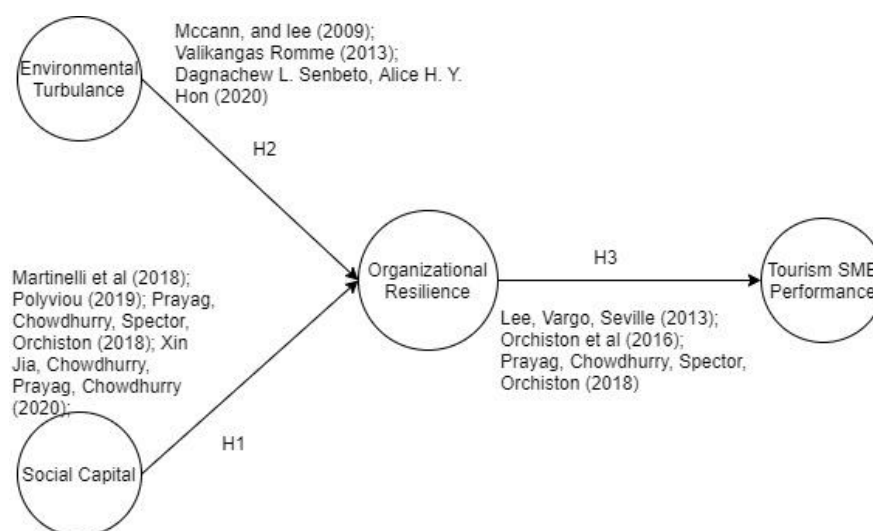 Environmental
Turbulance
Mccann, and lee (2009);
Valikangas Romme (2013);
Dagnachew L. Senbeto, Alice H. Y.
Hon (2020)
H2
Organizational
Resilience
H3
Tourism SME
Performance
Lee, Vargo, Seville (2013);
Orchiston et al (2016);
Prayag, Chowdhurry, Spector,
Orchiston (2018)
Martinelli et al (2018);
Polyviou (2019); Prayag,
Chowdhurry, Spector,
Orchiston (2018); Xin
Jia, Chowdhurry,
Prayag, Chowdhurry
(2020);
H1
Social Capital